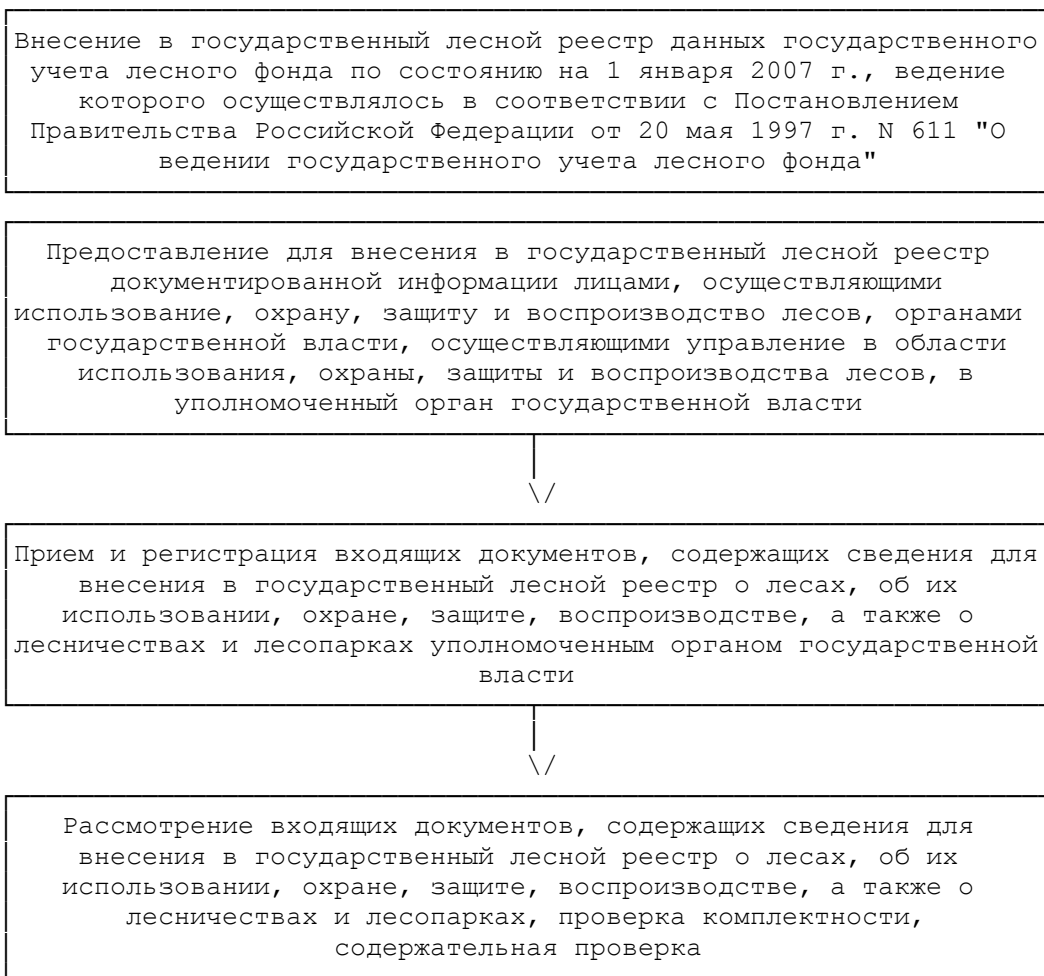 Внесение в государственный лесной реестр данных государственного
учета лесного фонда по состоянию на 1 января 2007 г., ведение
которого осуществлялось в соответствии с Постановлением
Правительства Российской Федерации от 20 мая 1997 г. N 611 "О
ведении государственного учета лесного фонда"
Предоставление для внесения в государственный лесной реестр
документированной информации лицами, осуществляющими
использование, охрану, защиту и воспроизводство лесов, органами
государственной власти, осуществляющими управление в области
использования, охраны, защиты и воспроизводства лесов, в
уполномоченный орган государственной власти
\/
Прием и регистрация входящих документов, содержащих сведения для
внесения в государственный лесной реестр о лесах, об их
использовании, охране, защите, воспроизводстве, а также о
лесничествах и лесопарках уполномоченным органом государственной
власти
\/
Рассмотрение входящих документов, содержащих сведения для
внесения в государственный лесной реестр о лесах, об их
использовании, охране, защите, воспроизводстве, а также о
лесничествах и лесопарках, проверка комплектности,
содержательная проверка